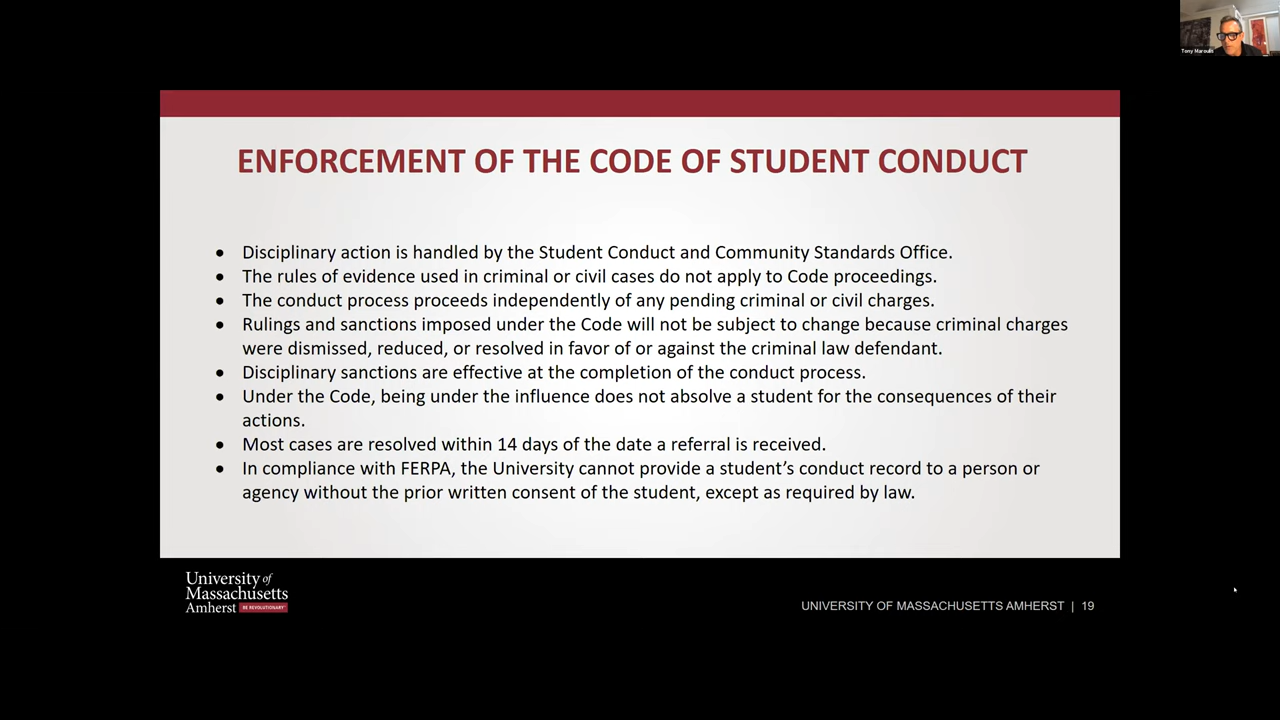 Tony Maroulis
ENFORCEMENT OF THE CODE OF STUDENT CONDUCT
• Disciplinary action is handled by the Student Conduct and Community Standards Office.
• The rules of evidence used in criminal or civil cases do not apply to Code proceedings.
• The conduct process proceeds independently of any pending criminal or civil charges.
• Rulings and sanctions imposed under the Code will not be subject to change because criminal charges
were dismissed, reduced, or resolved in favor of or against the criminal law defendant.
• Disciplinary sanctions are effective at the completion of the conduct process.
• Under the Code, being under the influence does not absolve a student for the consequences of their
actions.
• Most cases are resolved within 14 days of the date a referral is received.
• In compliance with FERPA, the University cannot provide a student’s conduct record to a person or
agency without the prior written consent of the student, except as required by law.
University of
Massachusetts
Amherst BE REVOLUTIONARY™
UNIVERSITY OF MASSACHUSETTS AMHERST | 19